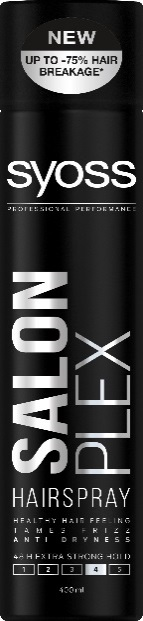 NEW
UP TO -75% HAIR
BREAKAGE*
syoss
PROFESSIONAL PERFORMANCE
SALON
PLEX
HAIRSPRAY
HEALTHY HAIR FEELING
TAMES FRIZZ
ANTI DRYNESS
48H EXTRA STRONG HOLD
1 2 3 4 5
400ml